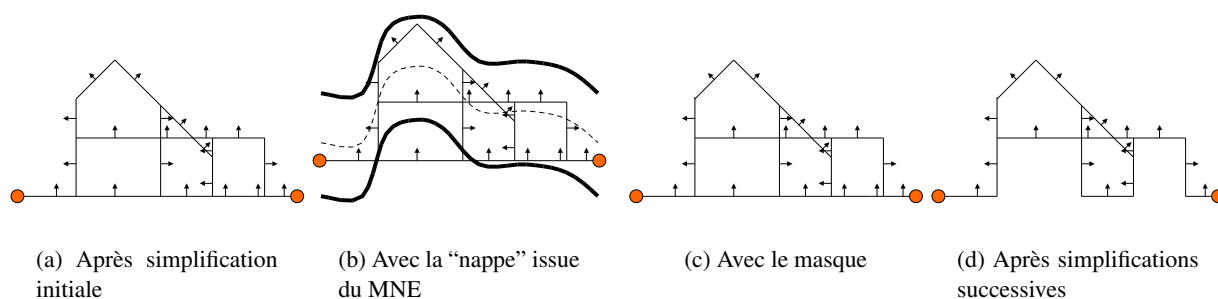 (a) Après simplification
initiale
(b) Avec la “nappe” issue
du MNE
(c) Avec le masque
(d) Après simplifications
successives